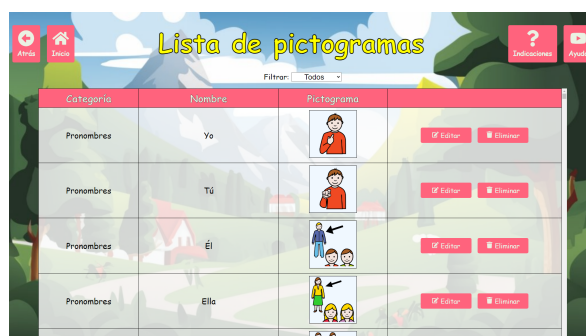 Atrás
Inicio
Lista de pictogramas
Indicaciones
Ayuda
Filtrar: Todos
Categoria Nombre Pictograma
Pronombres Yo Editar Eliminar
Pronombres Tú Editar Eliminar
Pronombres Él Editar Eliminar
Pronombres Ella Editar Eliminar